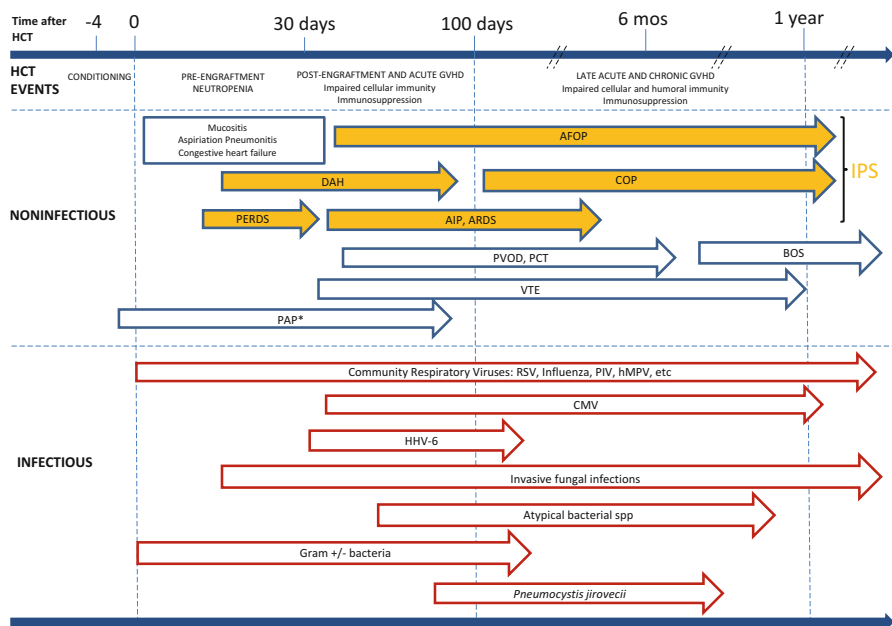 Time after HCT
-4
0
30 days
100 days
6 mos
1 year
HCT EVENTS
CONDITIONING
PRE-ENGRAFTMENT
NEUTROPENIA
POST-ENGRAFTMENT AND ACUTE GVHD
Impaired cellular immunity
Immunosuppression
LATE ACUTE AND CHRONIC GVHD
Impaired cellular and humoral immunity
Immunosuppression
NONINFECTIOUS
Mucositis
Aspiriation Pneumonitis
Congestive heart failure
AFOP
IPS
DAH
COP
PERDS
AIP, ARDS
PVOD, PCT
BOS
VTE
PAP*
INFECTIOUS
Community Respiratory Viruses: RSV, Influenza, PIV, hMPV, etc
CMV
HHV-6
Invasive fungal infections
Atypical bacterial spp
Gram +/- bacteria
Pneumocystis jirovecii